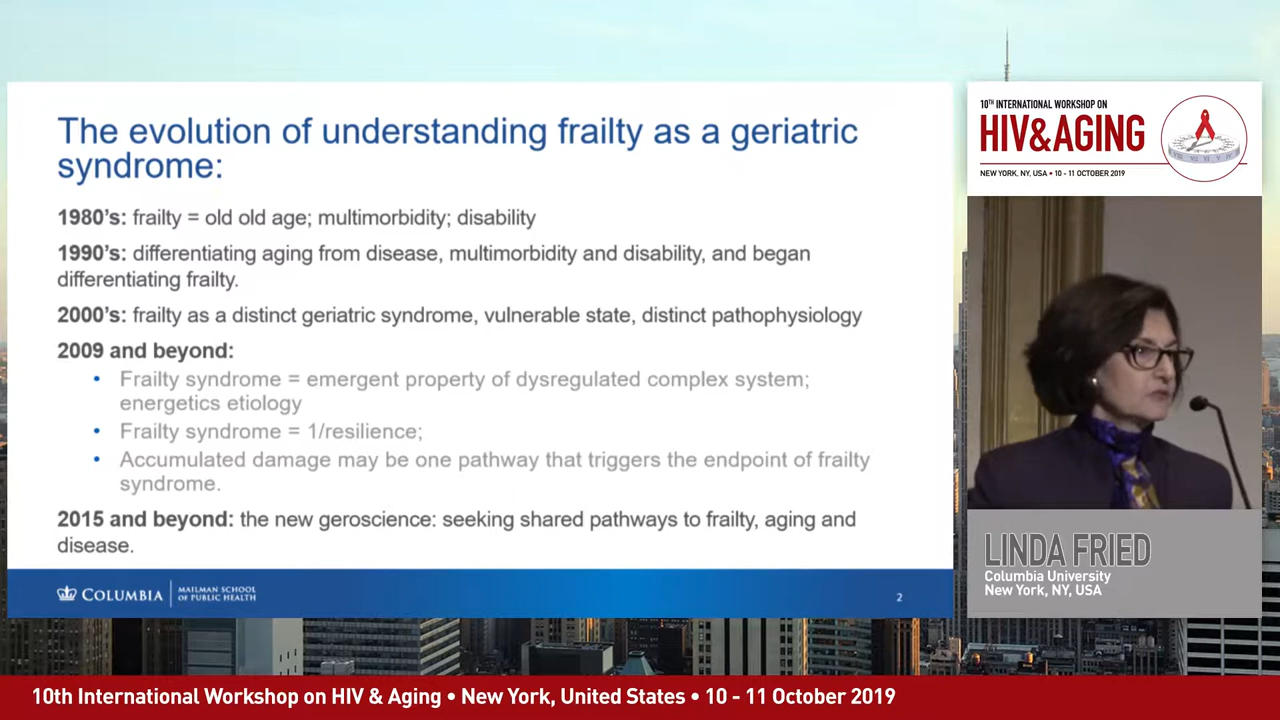 The evolution of understanding frailty as a geriatric
syndrome:
1980's: frailty = old old age; multimorbidity; disability
1990's: differentiating aging from disease, multimorbidity and disability, and began
differentiating frailty.
2000's: frailty as a distinct geriatric syndrome, vulnerable state, distinct pathophysiology
2009 and beyond:
• Frailty syndrome = emergent property of dysregulated complex system;
energetics etiology
• Frailty syndrome = 1/resilience;
• Accumulated damage may be one pathway that triggers the endpoint of frailty
syndrome.
2015 and beyond: the new geroscience: seeking shared pathways to frailty, aging and
disease.
COLUMBIA
MAILMAN SCHOOL
OF PUBLIC HEALTH
2
10TH INTERNATIONAL WORKSHOP ON
HIV&AGING
NEW YORK, NY, USA • 10 - 11 OCTOBER 2019
LINDA FRIED
Columbia University
New York, NY, USA
10th International Workshop on HIV & Aging • New York, United States • 10 - 11 October 2019